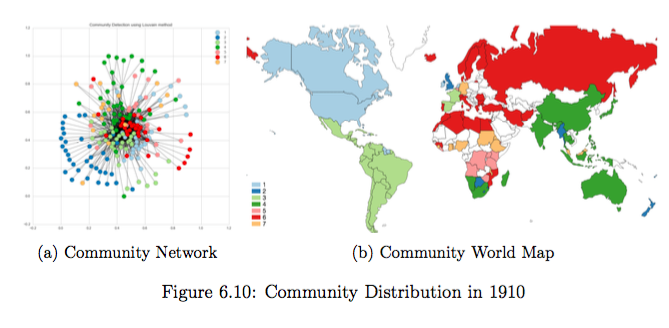 Community Detection using Louvain method
1
2
3
4
5
6
7
(a) Community Network
(b) Community World Map
Figure 6.10: Community Distribution in 1910